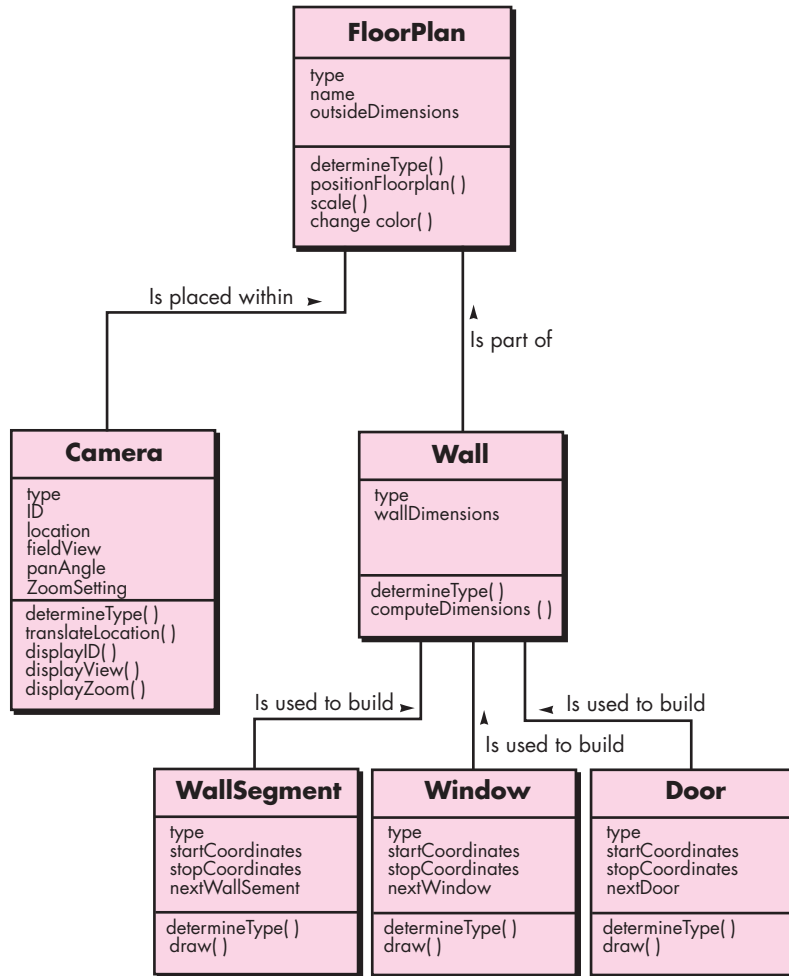 FloorPlan
type
name
outsideDimensions
determineType( )
positionFloorplan( )
scale( )
change color( )
Is placed within
Is part of
Camera
type
ID
location
fieldView
panAngle
ZoomSetting
determineType( )
translateLocation( )
displayID( )
displayView( )
displayZoom( )
Wall
type
wallDimensions
determineType( )
computeDimensions ( )
Is used to build
Is used to build
Is used to build
WallSegment
type
startCoordinates
stopCoordinates
nextWallSement
determineType( )
draw( )
Window
type
startCoordinates
stopCoordinates
nextWindow
determineType( )
draw( )
Door
type
startCoordinates
stopCoordinates
nextDoor
determineType( )
draw( )